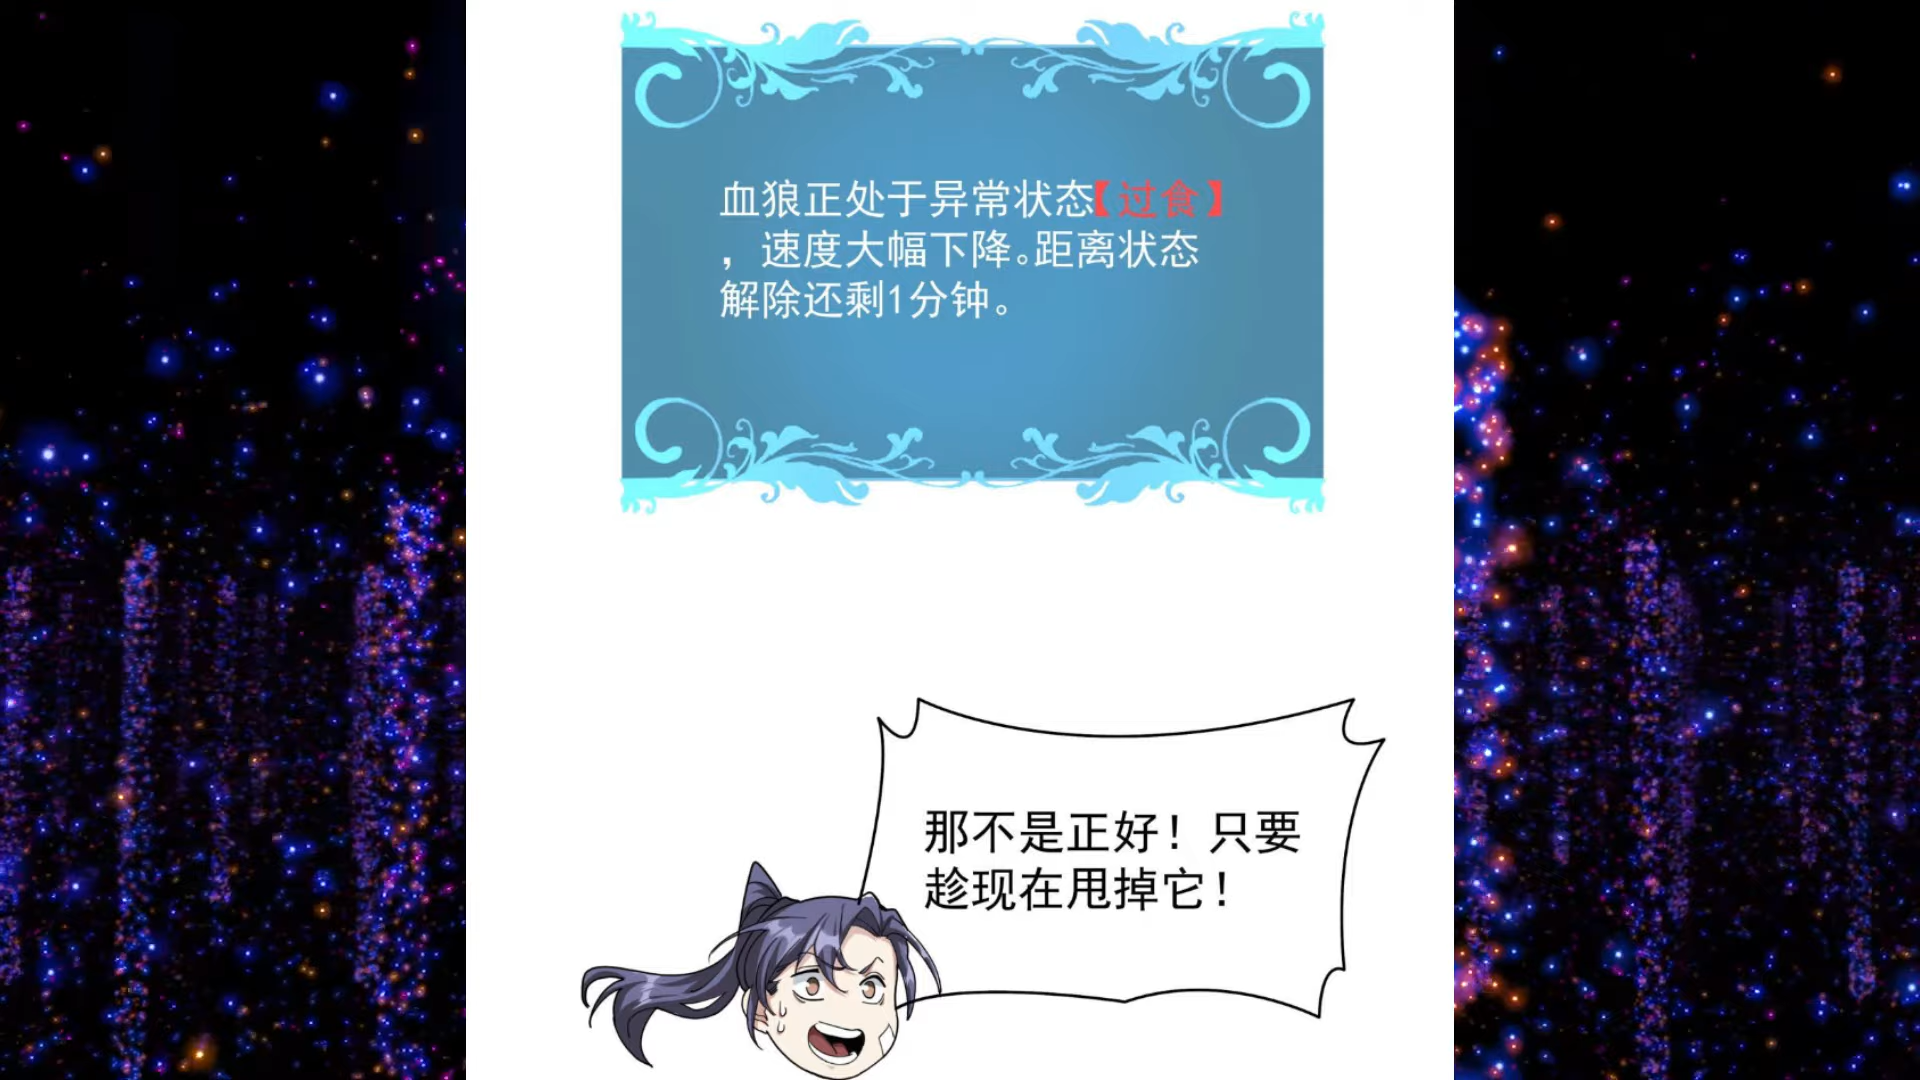 血狼正处于异常状态【过食】
，速度大幅下降。距离状态
解除还剩1分钟。
那不是正好！只要
趁现在甩掉它！